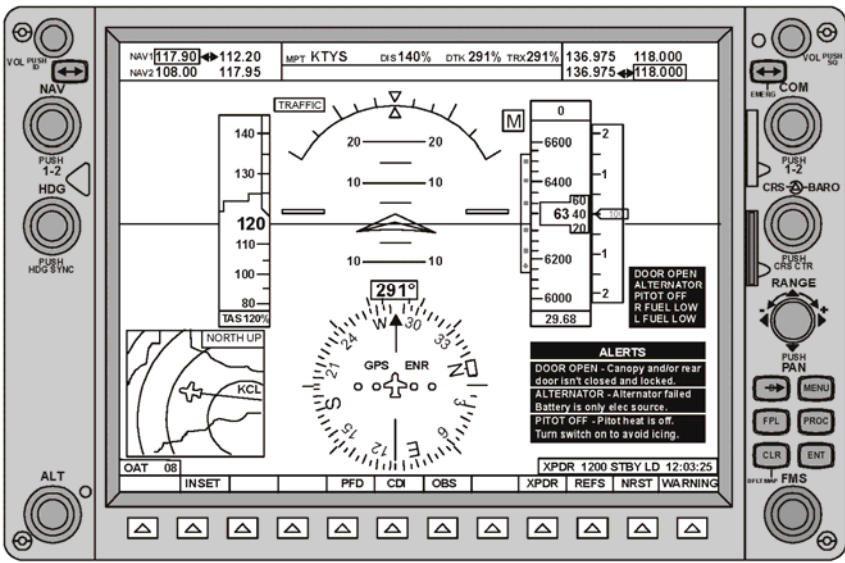 NAV1 117.90 112.20
NAV2 108.00 117.95
MPT KTYS DIS 140% DTK 291% TRX 291%
136.975 118.000
136.975 118.000
VOL PUSH ID
NAV
PUSH
1-2
HDG
PUSH
HDG SYNC
ALT
VOL PUSH SQ
EMERG
COM
PUSH
1-2
CRS BARO
PUSH
CRS CTR
RANGE
- +
PUSH
PAN
D MENU
FPL PROC
CLR ENT
DFLT MAP
FMS
TRAFFIC
140
130
120
110
100
80
TAS 120%
20 20
10 10
10 10
M
0
6600
6400
60
63 40
20
6200
6000
29.68
2
1
1
2
291°
W 30 33 N 3 6 E 12 15 S 21 24
GPS ENR
NORTH UP
KCL
DOOR OPEN
ALTERNATOR
PITOT OFF
R FUEL LOW
L FUEL LOW
ALERTS
DOOR OPEN - Canopy and/or rear
door isn't closed and locked.
ALTERNATOR - Alternator failed
Battery is only elec source.
PITOT OFF - Pitot heat is off.
Turn switch on to avoid icing.
OAT 08
XPDR 1200 STBY LD 12:03:25
INSET PFD CDI OBS XPDR REFS NRST WARNING